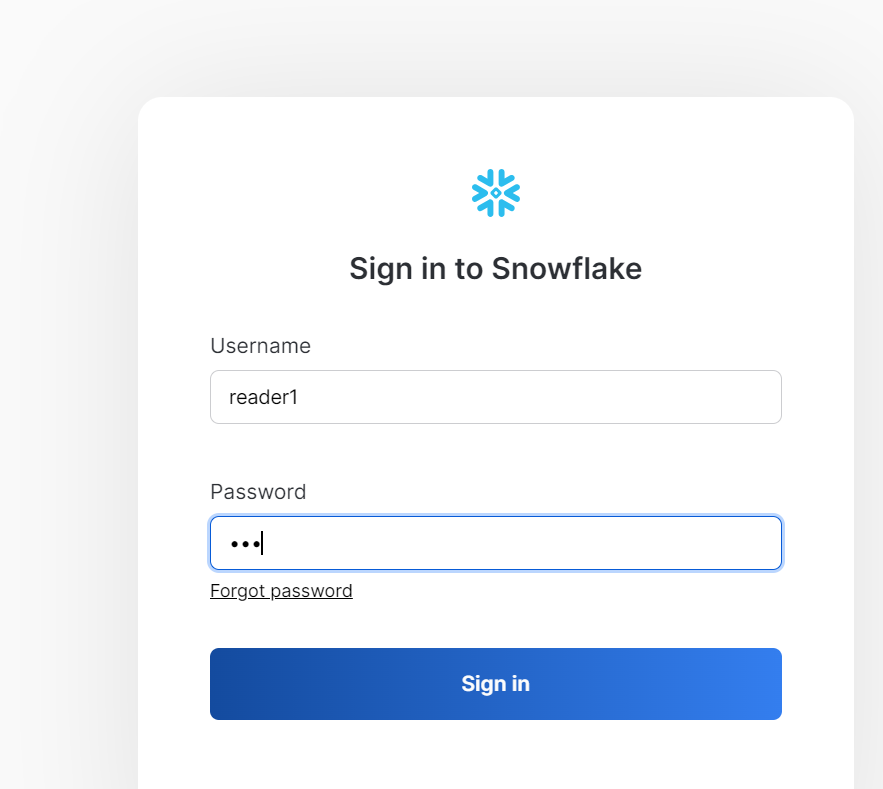 Sign in to Snowflake
Username
reader1
Password
•••
Forgot password
Sign in